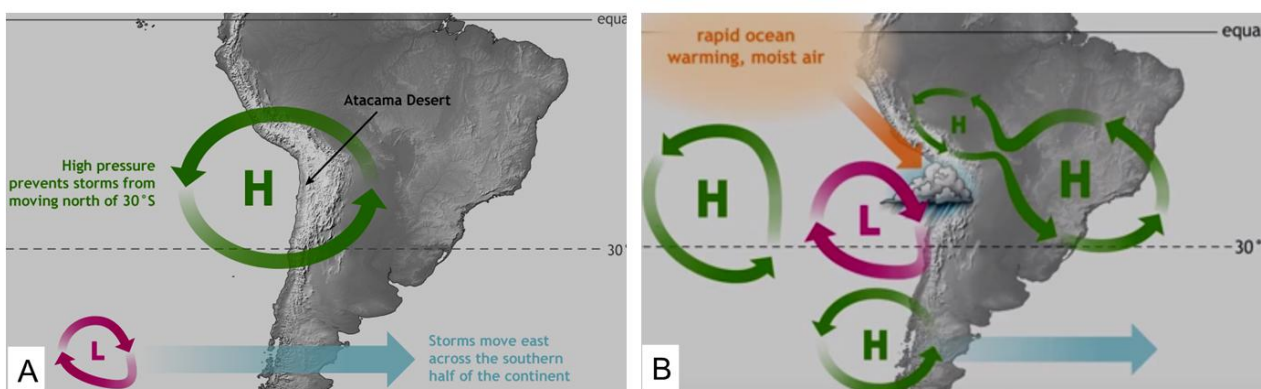 equa
Atacama Desert
High pressure
prevents storms from
moving north of 30°S
H
30°
L
Storms move east
across the southern
half of the continent
A
rapid ocean
warming, moist air
equa
H
H
H
L
30°
H
B